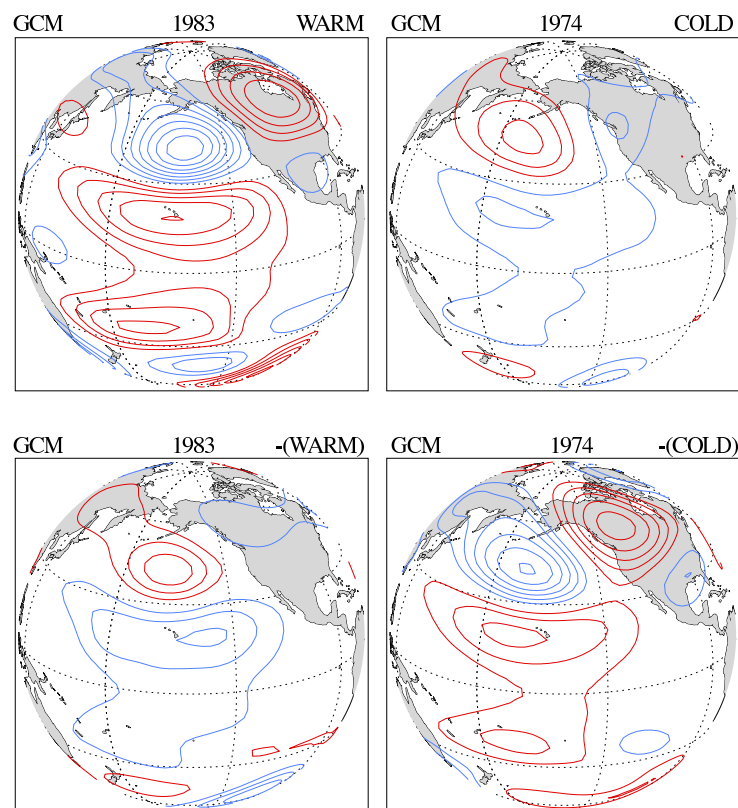 GCM 1983 WARM
GCM 1974 COLD
GCM 1983 -(WARM)
GCM 1974 -(COLD)